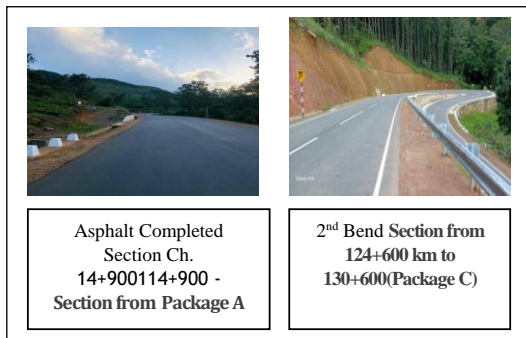 Asphalt Completed
Section Ch.
14+900114+900 -
Section from Package A
2nd Bend Section from
124+600 km to
130+600(Package C)